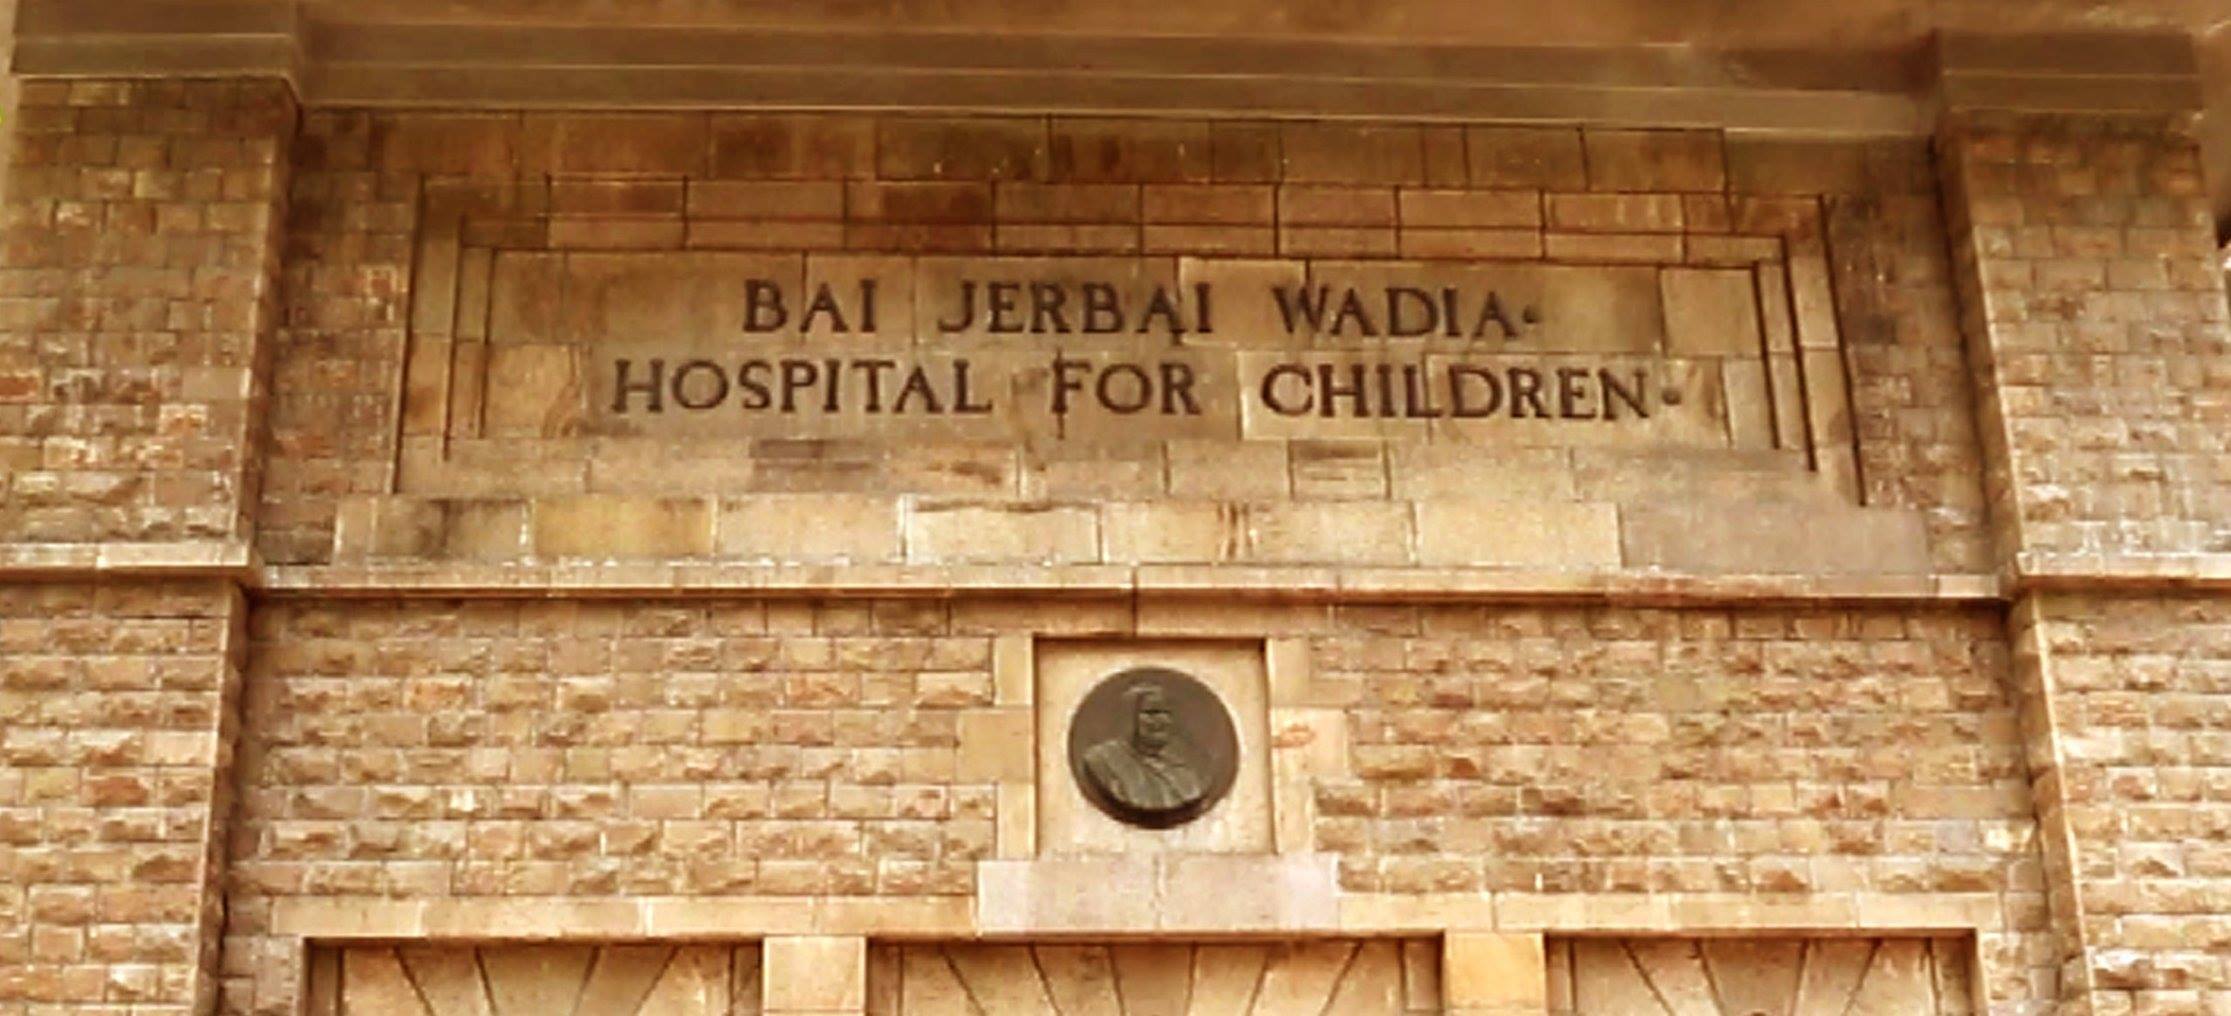 BAI JERBAI WADIA·
HOSPITAL FOR CHILDREN·